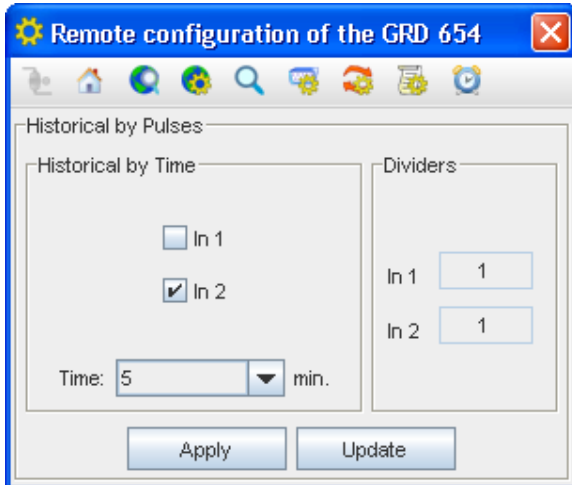 Remote configuration of the GRD 654
Historical by Pulses
Historical by Time
Dividers
In 1
In 2
In 1 1
In 2 1
Time: 5 min.
Apply Update